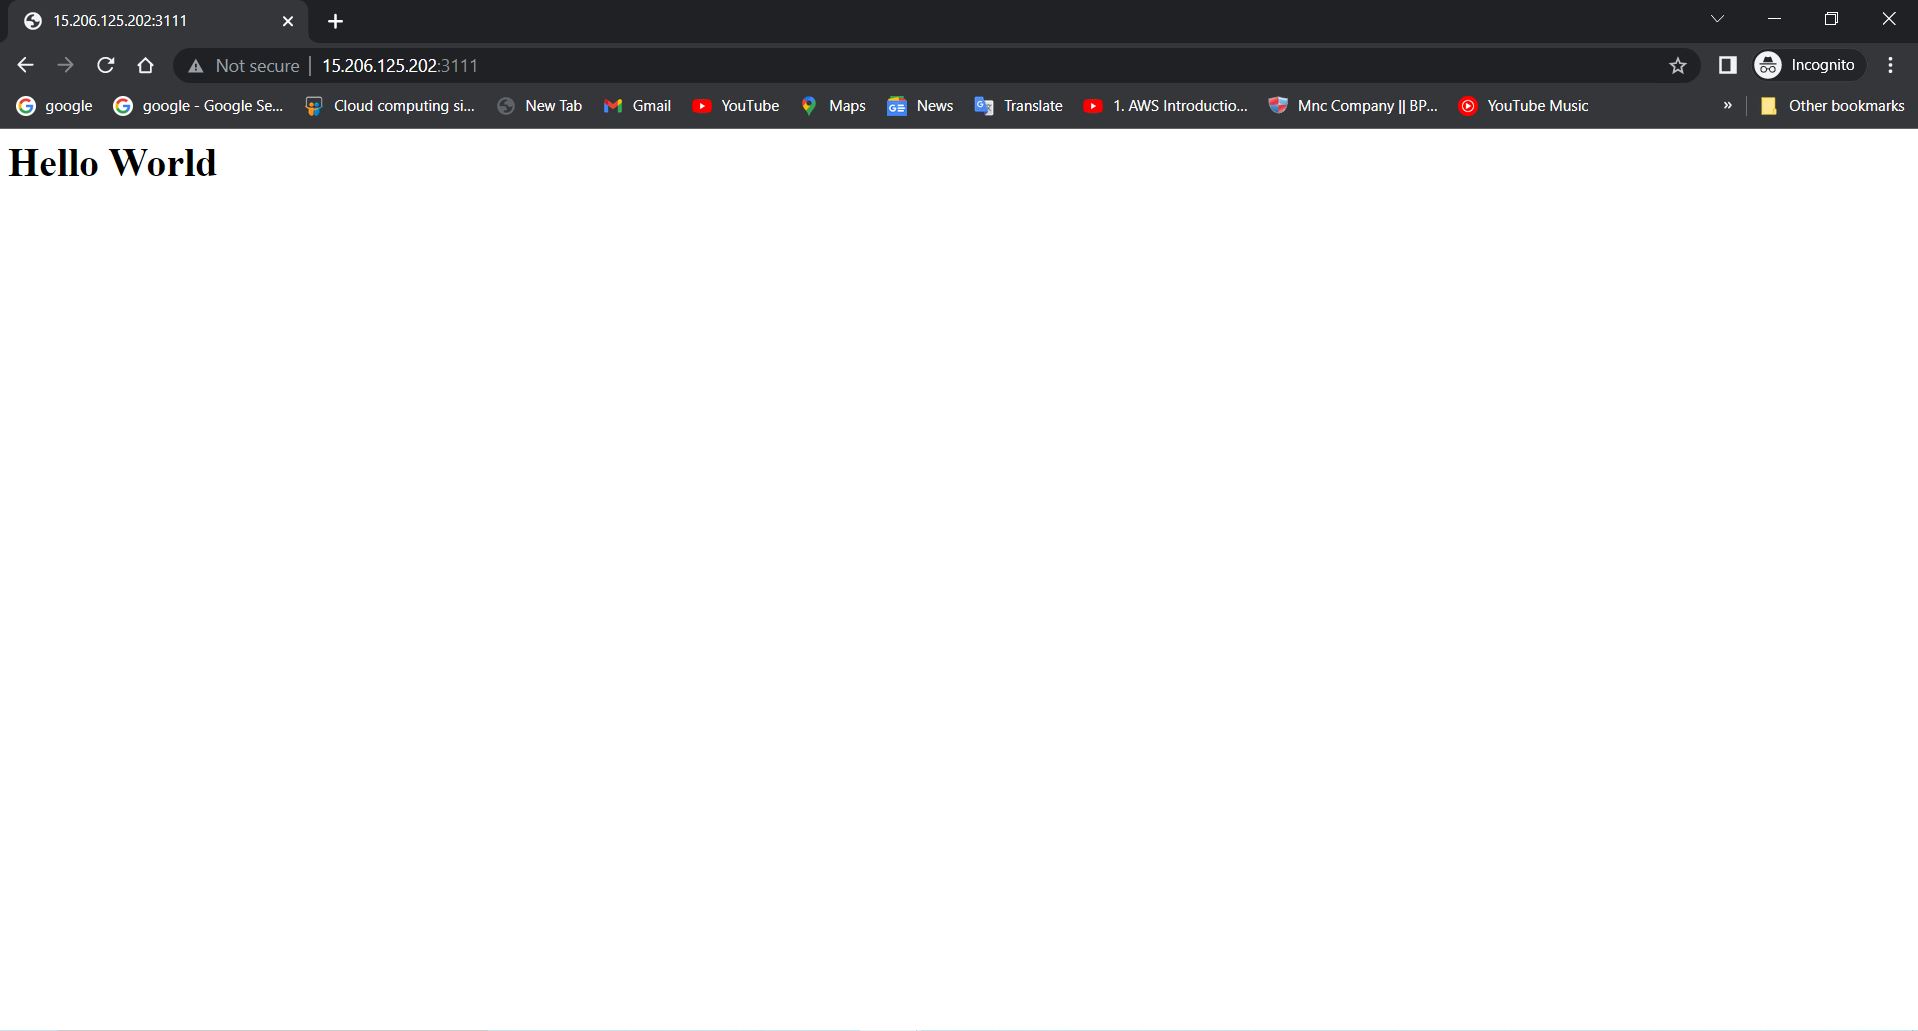 15.206.125.202:3111
Not secure 15.206.125.202:3111 Incognito
google google - Google Se... Cloud computing si... New Tab Gmail YouTube Maps News Translate 1. AWS Introductio... Mnc Company || BP... YouTube Music » Other bookmarks
Hello World